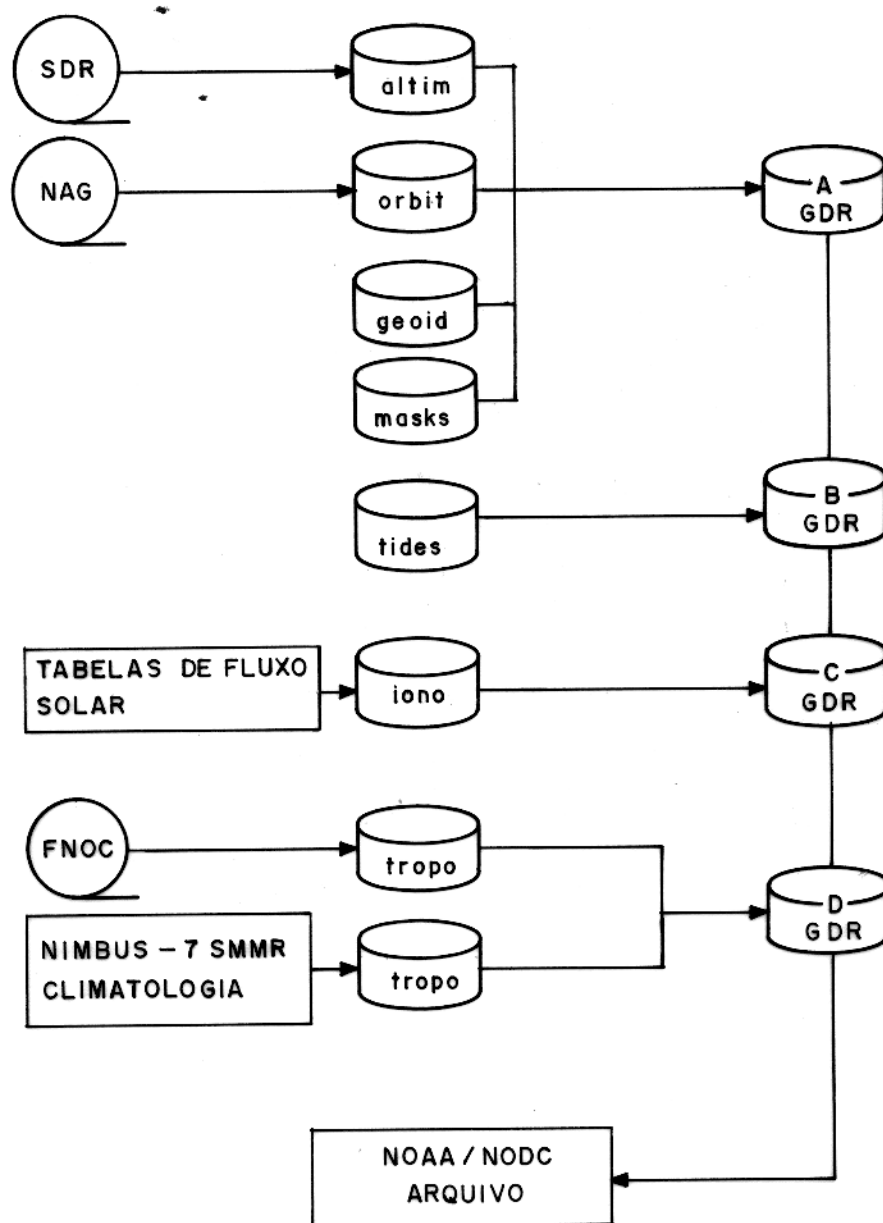 SDR
altim
NAG
orbit
A
GDR
geoid
masks
B
GDR
tides
TABELAS DE FLUXO
SOLAR
iono
C
GDR
FNOC
tropo
D
GDR
NIMBUS - 7 SMMR
CLIMATOLOGIA
tropo
NOAA / NODC
ARQUIVO